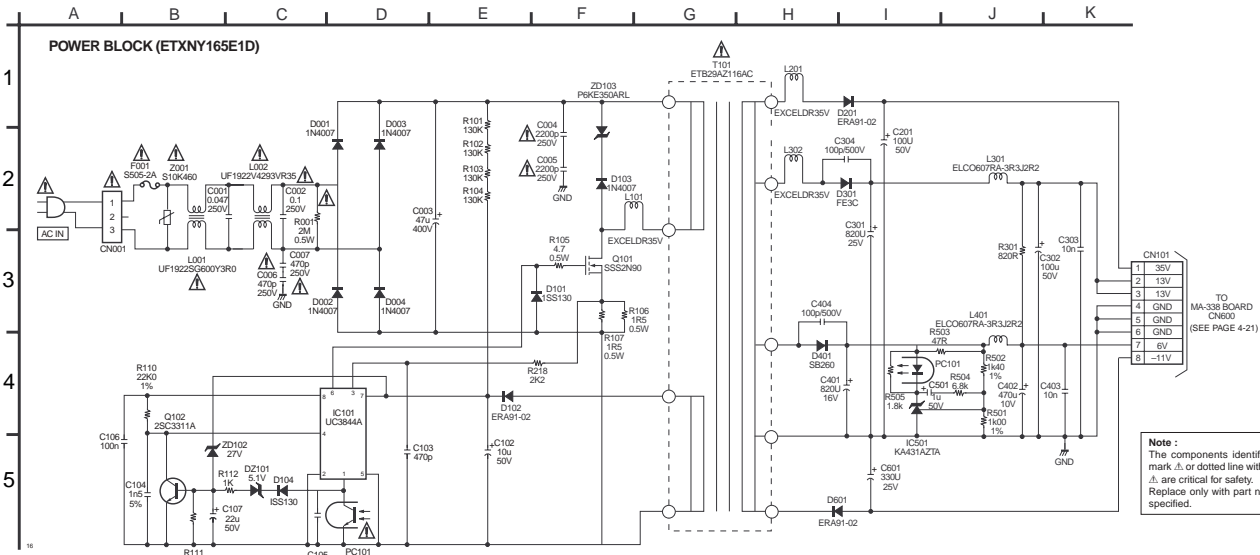 A B C D E F G H I J K
1
2
3
4
5
POWER BLOCK (ETXNY165E1D)
AC IN
1
2
3
CN001
F001
S505-2A
Z001
S10K460
L001
UF1922SG600Y3R0
C001
0.047
250V
L002
UF1922V4293VR35
C002
0.1
250V
R001
2M
0.5W
C007
470p
250V
C006
470p
250V
GND
D001
1N4007
D003
1N4007
D002
1N4007
D004
1N4007
C003
47u
400V
R101
130K
R102
130K
R103
130K
R104
130K
C004
2200p
250V
C005
2200p
250V
GND
ZD103
P6KE350ARL
D103
1N4007
L101
EXCELDR35V
R105
4.7
0.5W
Q101
SSS2N90
D101
1SS130
R106
1R5
0.5W
R107
1R5
0.5W
R218
2K2
D102
ERA91-02
C102
10u
50V
C103
470p
IC101
UC3844A
6
3
7
8
4
2
1
5
R110
22K0
1%
Q102
2SC3311A
C106
100n
C104
1n5
5%
ZD102
27V
R112
1K
DZ101
5.1V
D104
ISS130
C107
22u
50V
R111
C105
PC101
T101
ETB29AZ116AC
L201
EXCELDR35V
D201
ERA91-02
C201
100U
50V
L302
EXCELDR35V
C304
100p/500V
D301
FE3C
C301
820U
25V
L301
ELCO607RA-3R3J2R2
R301
820R
C302
100u
50V
C303
10n
C404
100p/500V
D401
SB260
C401
820U
16V
L401
ELCO607RA-3R3J2R2
R503
47R
PC101
R502
1k40
1%
R504
6.8k
C501
1u
50V
R505
1.8k
R501
1k00
1%
C402
470u
10V
C403
10n
IC501
KA431AZTA
GND
C601
330U
25V
D601
ERA91-02
CN101
1 35V
2 13V
3 13V
4 GND
5 GND
6 GND
7 6V
8 –11V
TO
MA-338 BOARD
CN600
(SEE PAGE 4-21)
Note :
The components identif
mark ⚠ or dotted line with
⚠ are critical for safety.
Replace only with part n
specified.
16